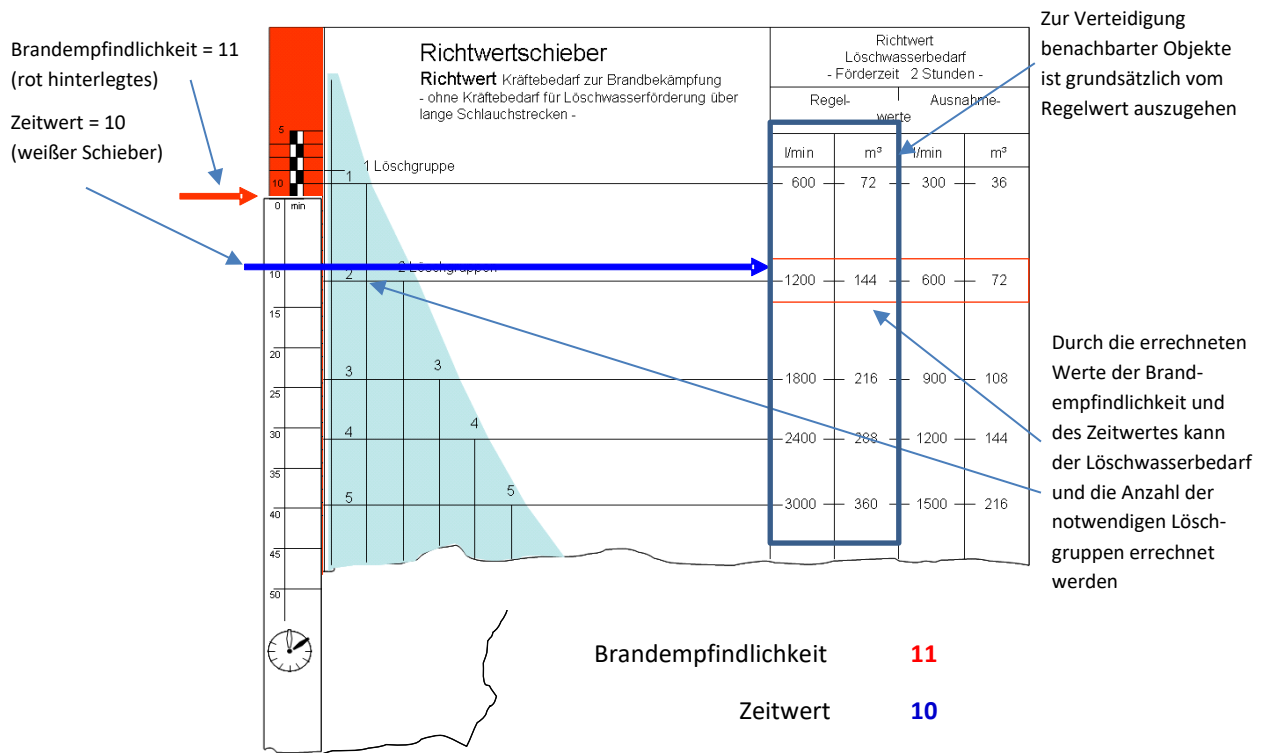 Brandempfindlichkeit = 11
(rot hinterlegtes)
Zeitwert = 10
(weißer Schieber)
Richtwertschieber
Richtwert Kräftebedarf zur Brandbekämpfung
- ohne Kräftebedarf für Löschwasserförderung über
lange Schlauchstrecken -
Richtwert
Löschwasserbedarf
- Förderzeit 2 Stunden -
Regel- Ausnahme-
werte
l/min m³ l/min m³
Zur Verteidigung
benachbarter Objekte
ist grundsätzlich vom
Regelwert auszugehen
5
10
0 min
10
15
20
25
30
35
40
45
50
1 1 Löschgruppe
600 72 300 36
2 2 Löschgruppen
1200 144 600 72
3 3
1800 216 900 108
4 4
2400 288 1200 144
5 5
3000 360 1500 216
Durch die errechneten
Werte der Brand-
empfindlichkeit und
des Zeitwertes kann
der Löschwasserbedarf
und die Anzahl der
notwendigen Lösch-
gruppen errechnet
werden
Brandempfindlichkeit 11
Zeitwert 10